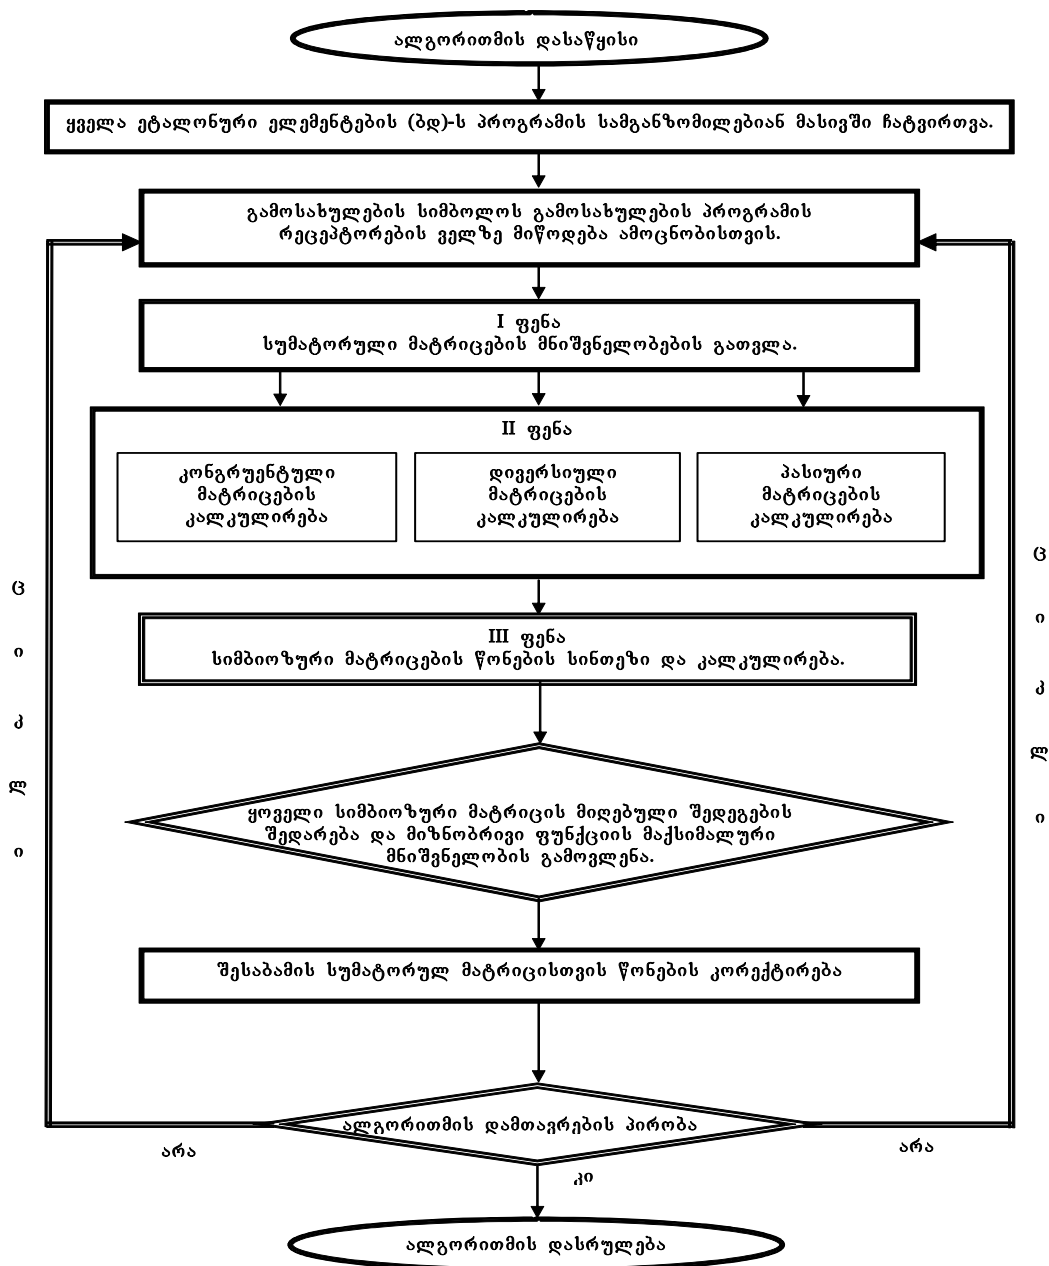 ალგორითმის დასაწყისი
ყველა ეტალონური ელემენტების (ბდ)-ს პროგრამის სამგანზომილებიან მასივში ჩატვირთვა.
გამოსახულების სიმბოლოს გამოსახულების პროგრამის
რეცეპტორების ველზე მიწოდება ამოცნობისთვის.
I ფენა
სუმატორული მატრიცების მნიშვნელობების გათვლა.
II ფენა
კონგრუენტული
მატრიცების
კალკულირება
დივერსიული
მატრიცების
კალკულირება
პასიური
მატრიცების
კალკულირება
III ფენა
სიმბიოზური მატრიცების წონების სინთეზი და კალკულირება.
ც
ი
კ
ლ
ი
ც
ი
კ
ლ
ი
ყოველი სიმბიოზური მატრიცის მიღებული შედეგების
შედარება და მიზნობრივი ფუნქციის მაქსიმალური
მნიშვნელობის გამოვლენა.
შესაბამის სუმატორულ მატრიცისთვის წონების კორექტირება
ალგორითმის დამთავრების პირობა
არა
არა
კი
ალგორითმის დასრულება